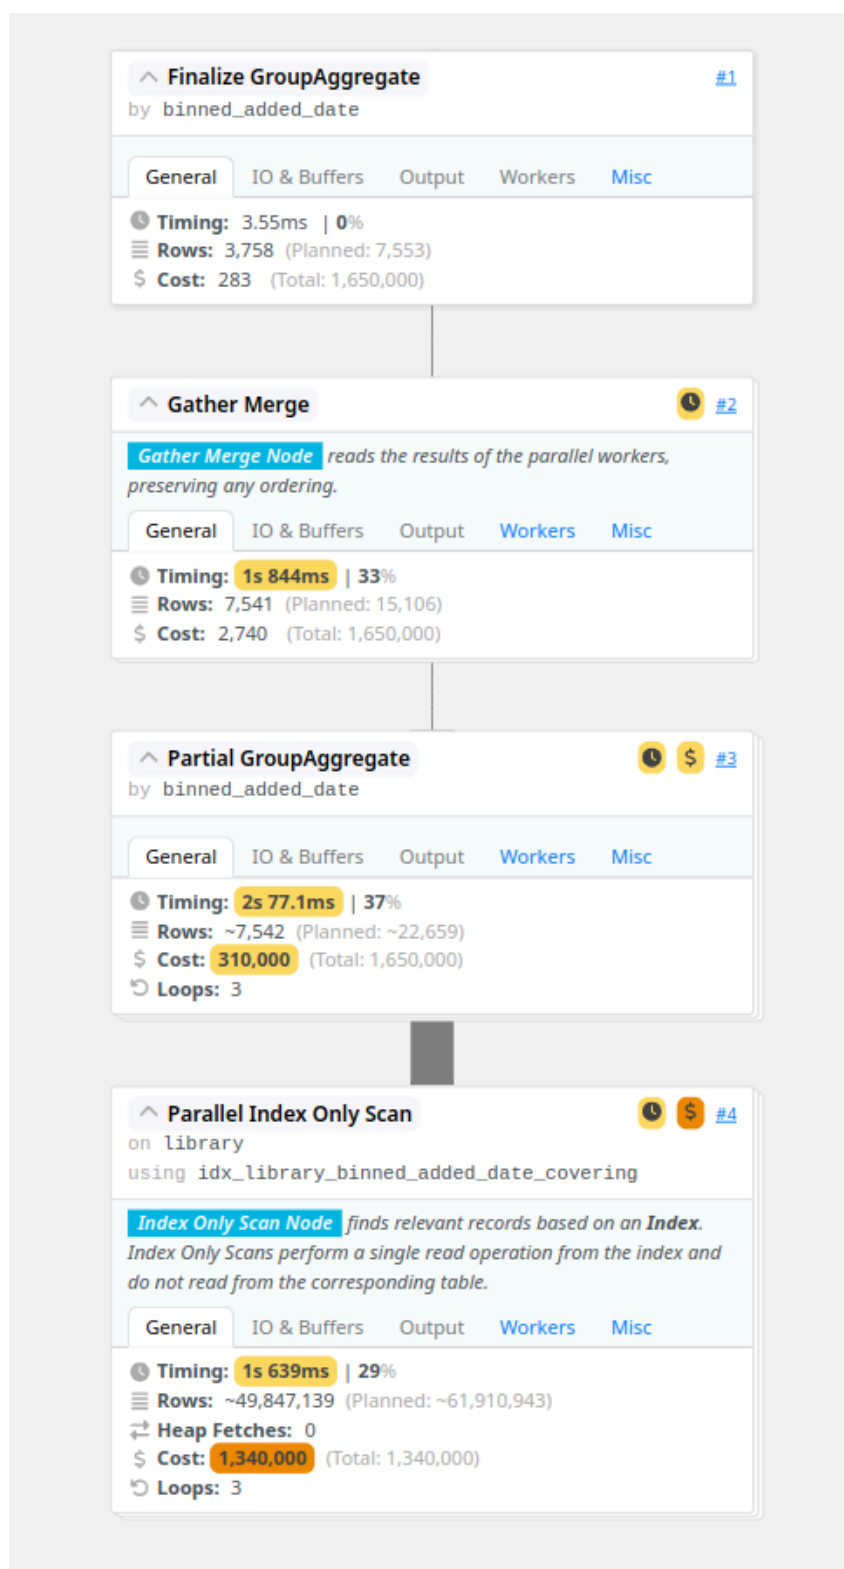 Finalize GroupAggregate #1
by binned_added_date
General IO & Buffers Output Workers Misc
Timing: 3.55ms | 0%
Rows: 3,758 (Planned: 7,553)
$ Cost: 283 (Total: 1,650,000)
Gather Merge #2
Gather Merge Node reads the results of the parallel workers,
preserving any ordering.
General IO & Buffers Output Workers Misc
Timing: 1s 844ms | 33%
Rows: 7,541 (Planned: 15,106)
$ Cost: 2,740 (Total: 1,650,000)
Partial GroupAggregate $ #3
by binned_added_date
General IO & Buffers Output Workers Misc
Timing: 2s 77.1ms | 37%
Rows: ~7,542 (Planned: ~22,659)
$ Cost: 310,000 (Total: 1,650,000)
Loops: 3
Parallel Index Only Scan $ #4
on library
using idx_library_binned_added_date_covering
Index Only Scan Node finds relevant records based on an Index.
Index Only Scans perform a single read operation from the index and
do not read from the corresponding table.
General IO & Buffers Output Workers Misc
Timing: 1s 639ms | 29%
Rows: ~49,847,139 (Planned: ~61,910,943)
Heap Fetches: 0
$ Cost: 1,340,000 (Total: 1,340,000)
Loops: 3